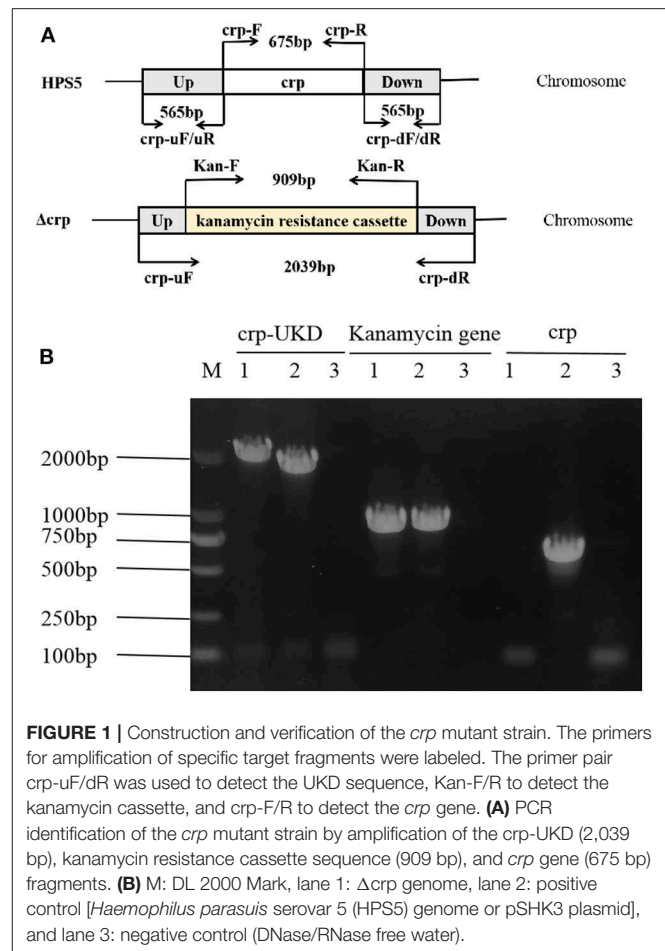 A
crp-F 675bp crp-R
HPS5 Up crp Down Chromosome
565bp 565bp
crp-uF/uR crp-dF/dR
Kan-F 909bp Kan-R
Δcrp Up kanamycin resistance cassette Down Chromosome
crp-uF 2039bp crp-dR
B
crp-UKD Kanamycin gene crp
M 1 2 3 1 2 3 1 2 3
2000bp
1000bp
750bp
500bp
250bp
100bp
FIGURE 1 | Construction and verification of the crp mutant strain. The primers
for amplification of specific target fragments were labeled. The primer pair
crp-uF/dR was used to detect the UKD sequence, Kan-F/R to detect the
kanamycin cassette, and crp-F/R to detect the crp gene. (A) PCR
identification of the crp mutant strain by amplification of the crp-UKD (2,039
bp), kanamycin resistance cassette sequence (909 bp), and crp gene (675 bp)
fragments. (B) M: DL 2000 Mark, lane 1: Δcrp genome, lane 2: positive
control [Haemophilus parasuis serovar 5 (HPS5) genome or pSHK3 plasmid],
and lane 3: negative control (DNase/RNase free water).